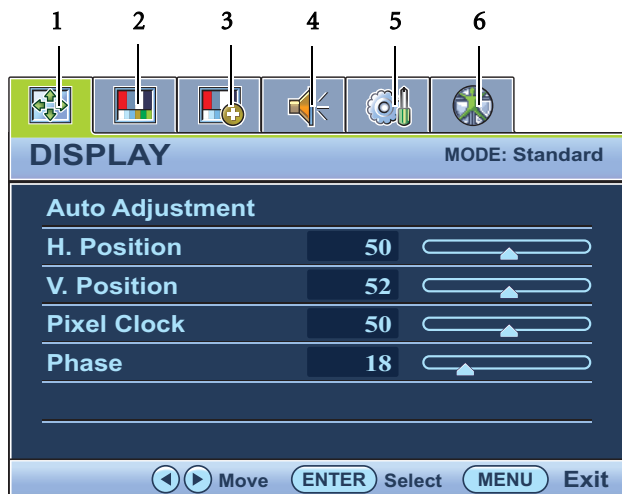 1 2 3 4 5 6
DISPLAY MODE: Standard
Auto Adjustment
H. Position 50
V. Position 52
Pixel Clock 50
Phase 18
Move ENTER Select MENU Exit